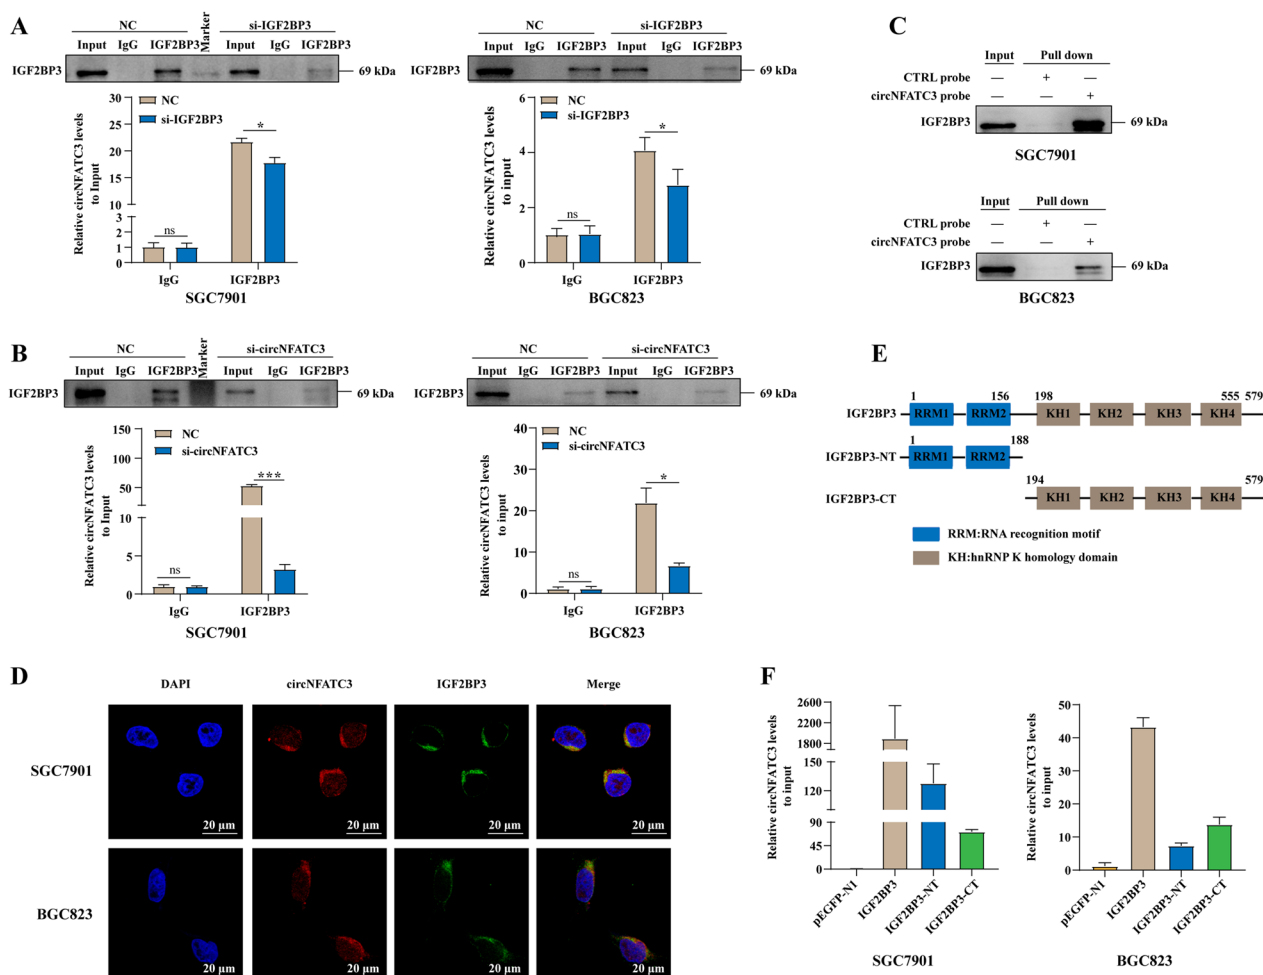 A
NC
Marker
si-IGF2BP3
Input IgG IGF2BP3 Input IgG IGF2BP3
IGF2BP3
69 kDa
Relative circNFATC3 levels
to Input
30
25
20
15
10
3
2
1
0
NC
si-IGF2BP3
ns
*
IgG IGF2BP3
SGC7901
NC
si-IGF2BP3
Input IgG IGF2BP3 Input IgG IGF2BP3
IGF2BP3
69 kDa
Relative circNFATC3 levels
to input
6
4
2
1
0
NC
si-IGF2BP3
ns
*
IgG IGF2BP3
BGC823
C
Input Pull down
CTRL probe — + —
circNFATC3 probe — — +
IGF2BP3
69 kDa
SGC7901
Input Pull down
CTRL probe — + —
circNFATC3 probe — — +
IGF2BP3
69 kDa
BGC823
B
NC
Marker
si-circNFATC3
Input IgG IGF2BP3 Input IgG IGF2BP3
IGF2BP3
69 kDa
Relative circNFATC3 levels
to Input
150
100
50
10
5
0
NC
si-circNFATC3
ns
***
IgG IGF2BP3
SGC7901
NC
si-circNFATC3
Input IgG IGF2BP3 Input IgG IGF2BP3
IGF2BP3
69 kDa
Relative circNFATC3 levels
to input
40
20
10
0
NC
si-circNFATC3
ns
*
IgG IGF2BP3
BGC823
E
1 156 198 555 579
IGF2BP3 RRM1 RRM2 KH1 KH2 KH3 KH4
1 188
IGF2BP3-NT RRM1 RRM2
194 579
IGF2BP3-CT KH1 KH2 KH3 KH4
RRM:RNA recognition motif
KH:hnRNP K homology domain
D
DAPI circNFATC3 IGF2BP3 Merge
SGC7901
20 μm 20 μm 20 μm 20 μm
BGC823
20 μm 20 μm 20 μm 20 μm
F
Relative circNFATC3 levels
to input
2600
2200
1800
150
120
90
45
0
pEGFP-N1 IGF2BP3 IGF2BP3-NT IGF2BP3-CT
SGC7901
Relative circNFATC3 levels
to input
50
40
30
20
10
0
pEGFP-N1 IGF2BP3 IGF2BP3-NT IGF2BP3-CT
BGC823